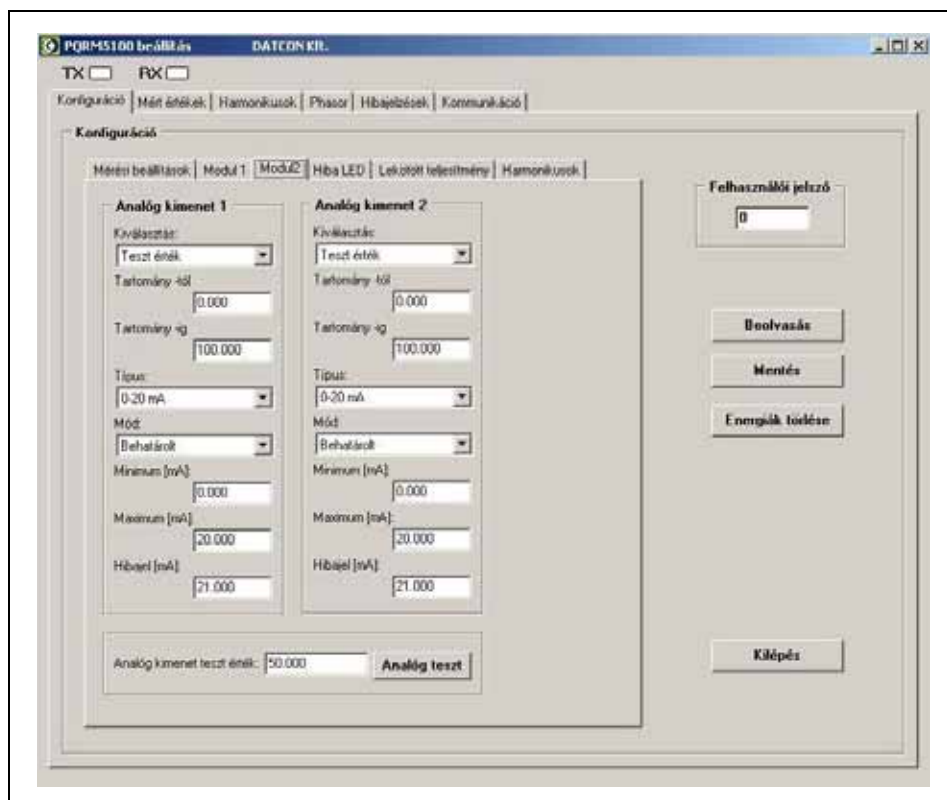 PQRM5100 beállítás DATCON Kft.
TX RX
Konfiguráció Mért értékek Harmonikusok Phasor Hibajelzések Kommunikáció
Konfiguráció
Mérési beállítások Modul 1 Modul2 Hiba LED Lekötött teljesítmény Harmonikusok
Felhasználói jelszó
0
Analóg kimenet 1
Kiválasztás:
Teszt érték
Tartomány -tól
0.000
Tartomány -ig
100.000
Típus:
0-20 mA
Mód:
Behatárolt
Minimum [mA]:
0.000
Maximum [mA]:
20.000
Hibajel [mA]:
21.000
Analóg kimenet 2
Kiválasztás:
Teszt érték
Tartomány -tól
0.000
Tartomány -ig
100.000
Típus:
0-20 mA
Mód:
Behatárolt
Minimum [mA]:
0.000
Maximum [mA]:
20.000
Hibajel [mA]:
21.000
Analóg kimenet teszt érték: 50.000 Analóg teszt
Beolvasás
Mentés
Energiák törlése
Kilépés